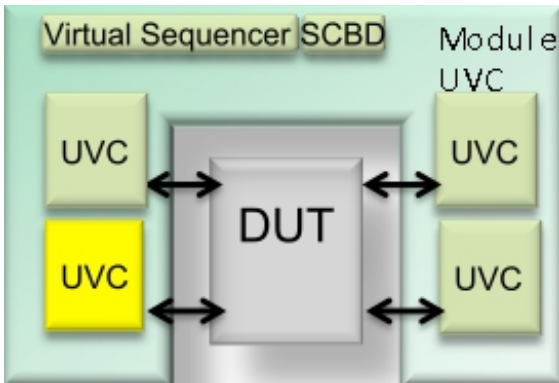 Virtual Sequencer SCBD Module
UVC
UVC UVC
DUT
UVC UVC